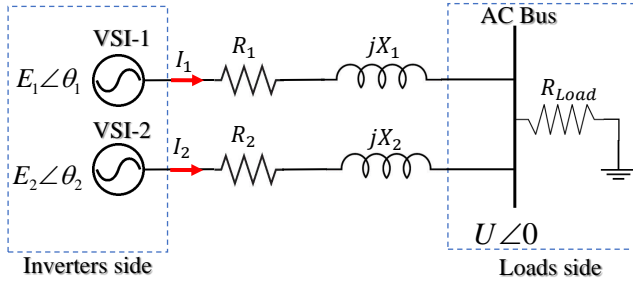 VSI-1
E₁∠θ₁
I₁
R₁
jX₁
AC Bus
R_Load
VSI-2
E₂∠θ₂
I₂
R₂
jX₂
U∠0
Inverters side
Loads side